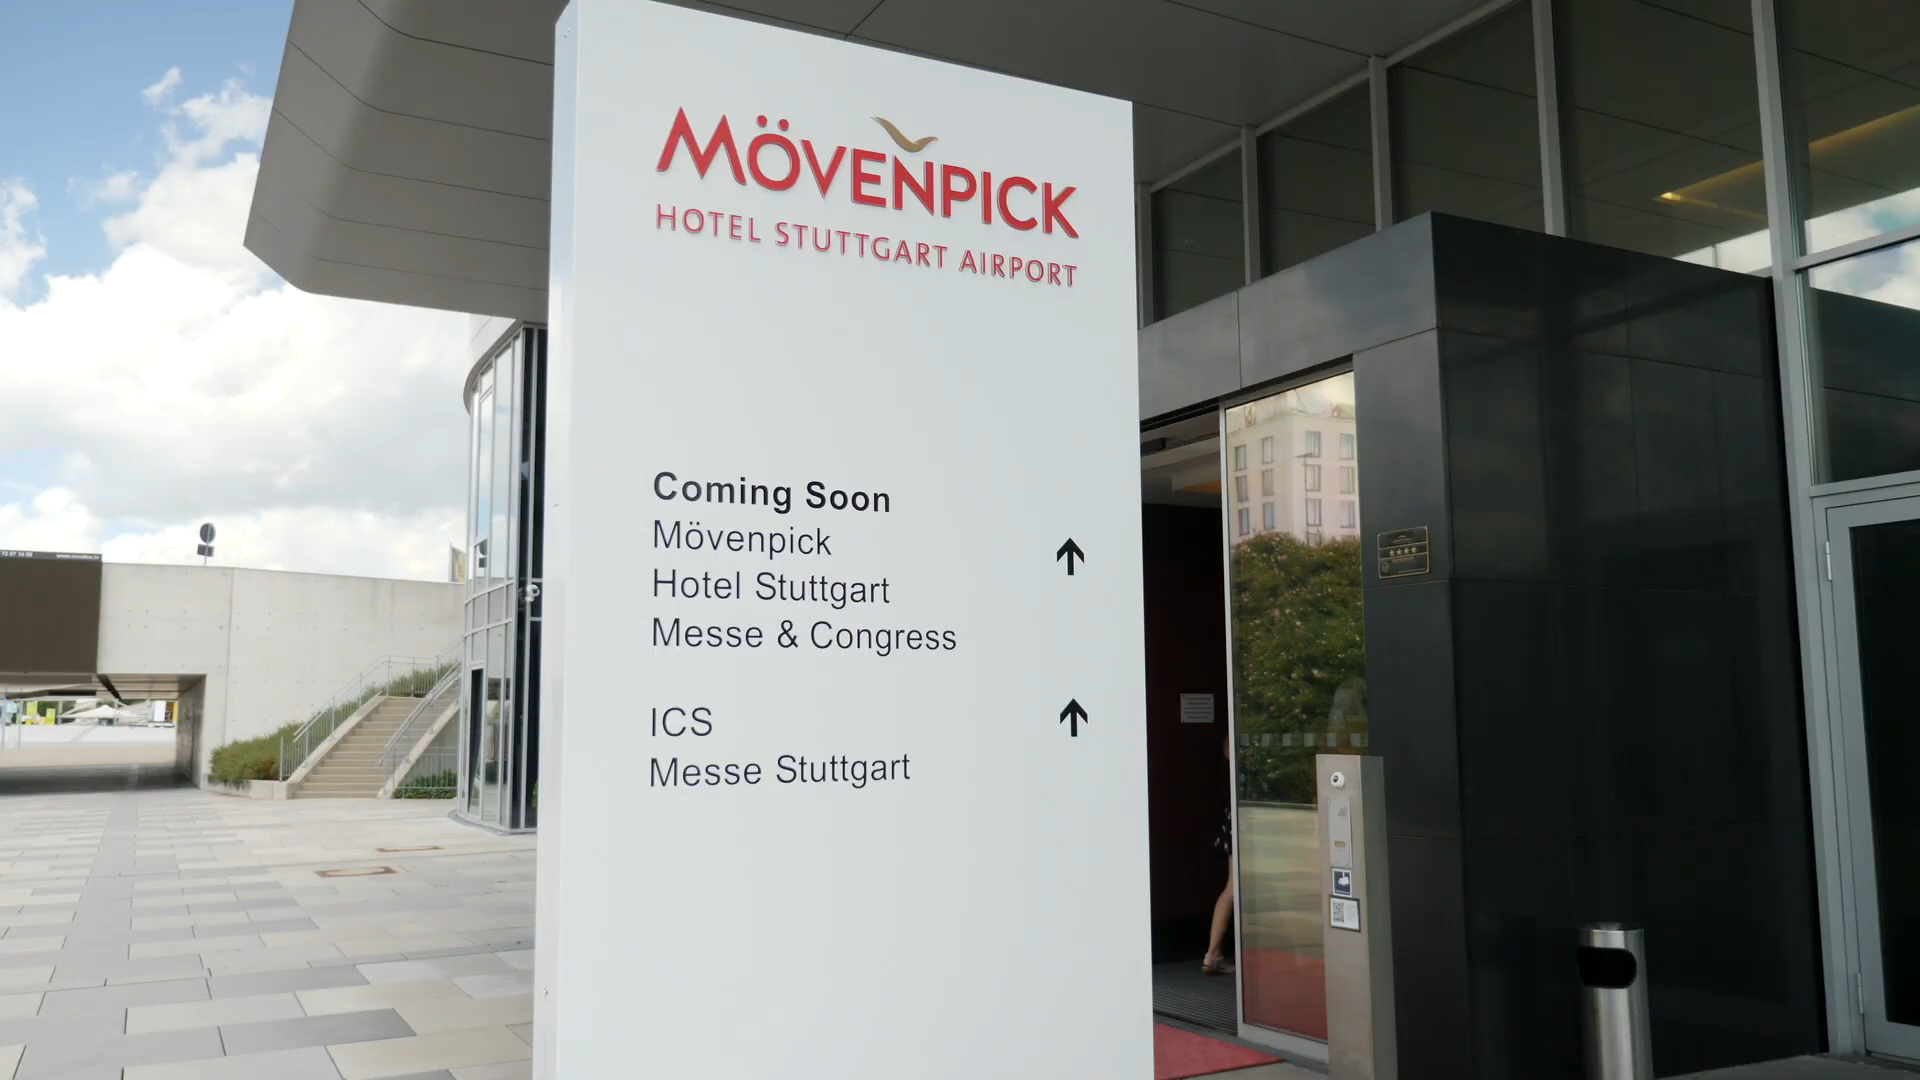 MÖVENPICK
HOTEL STUTTGART AIRPORT
Coming Soon
Mövenpick
Hotel Stuttgart
Messe & Congress
ICS
Messe Stuttgart